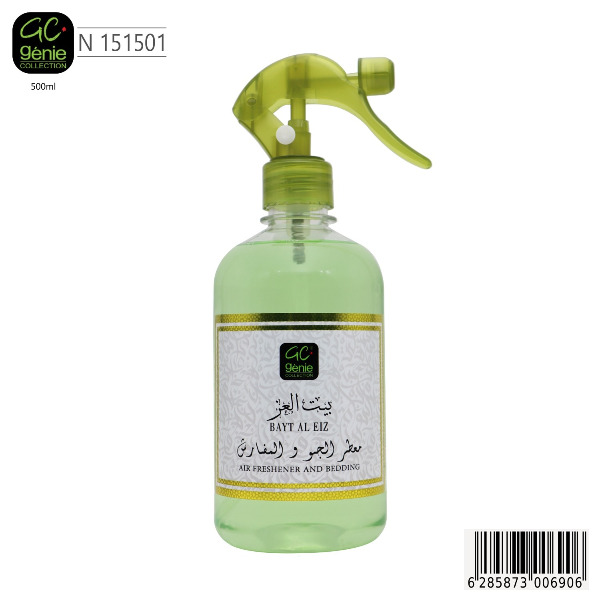 GC
génie
COLLECTION
N 151501
500ml
GC
génie
COLLECTION
بيت العز
BAYT AL EIZ
معطر الجو و المفارش
AIR FRESHENER AND BEDDING
6 285873 006906